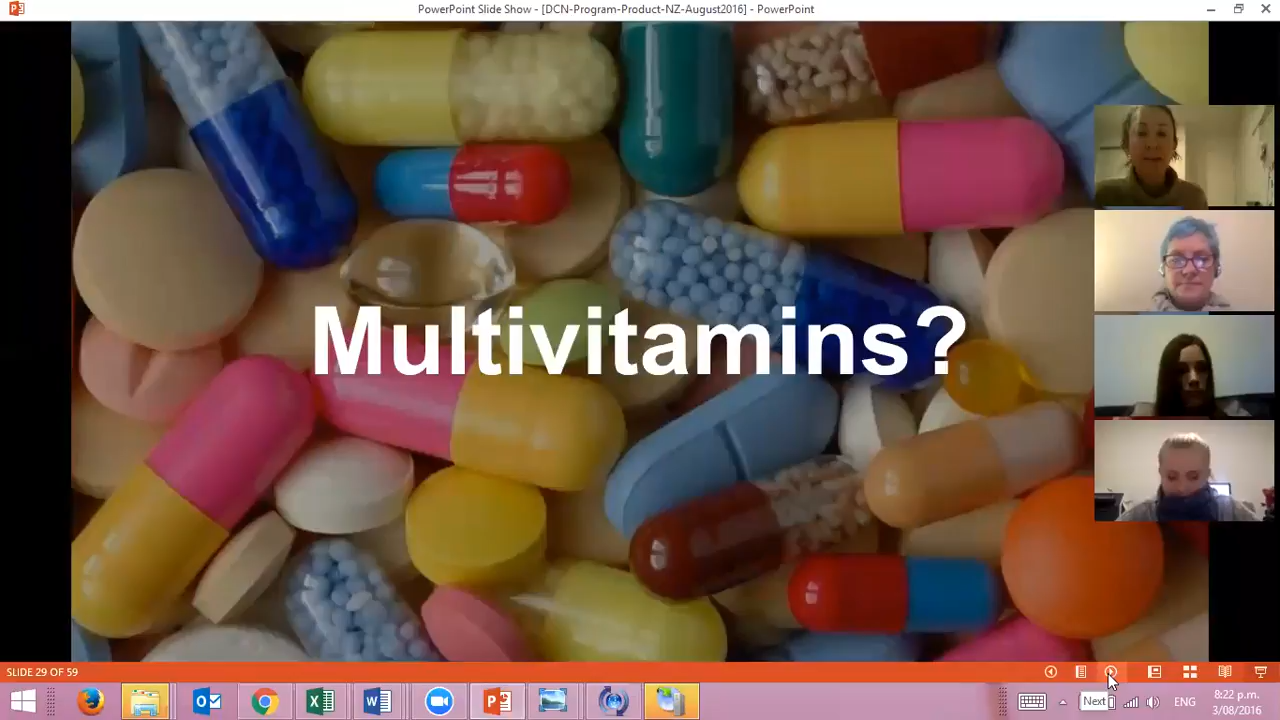 PowerPoint Slide Show - [DCN-Program-Product-NZ-August2016] - PowerPoint
Multivitamins?
SLIDE 29 OF 59
Next
ENG
8:22 p.m.
3/08/2016